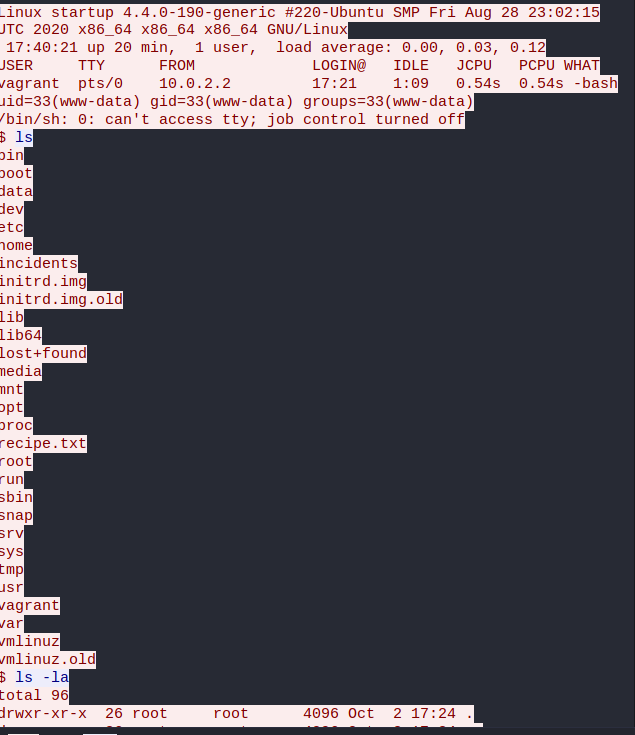 Linux startup 4.4.0-190-generic #220-Ubuntu SMP Fri Aug 28 23:02:15
UTC 2020 x86_64 x86_64 x86_64 GNU/Linux
17:40:21 up 20 min,  1 user,  load average: 0.00, 0.03, 0.12
USER     TTY      FROM             LOGIN@   IDLE   JCPU   PCPU WHAT
vagrant  pts/0    10.0.2.2         17:21    1:09   0.54s  0.54s -bash
uid=33(www-data) gid=33(www-data) groups=33(www-data)
/bin/sh: 0: can't access tty; job control turned off
$ ls
bin
boot
data
dev
etc
home
incidents
initrd.img
initrd.img.old
lib
lib64
lost+found
media
mnt
opt
proc
recipe.txt
root
run
sbin
snap
srv
sys
tmp
usr
vagrant
var
vmlinuz
vmlinuz.old
$ ls -la
total 96
drwxr-xr-x  26 root     root      4096 Oct  2 17:24 .